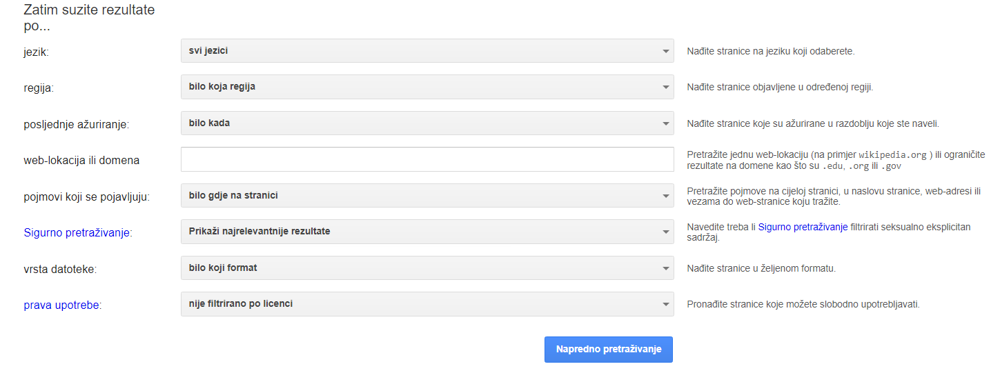 Zatim suzite rezultate
po...
jezik:
svi jezici
Nađite stranice na jeziku koji odaberete.
regija:
bilo koja regija
Nađite stranice objavljene u određenoj regiji.
posljednje ažuriranje:
bilo kada
Nađite stranice koje su ažurirane u razdoblju koje ste naveli.
web-lokacija ili domena
Pretražite jednu web-lokaciju (na primjer wikipedia.org ) ili ograničite
rezultate na domene kao što su .edu, .org ili .gov
pojmovi koji se pojavljuju:
bilo gdje na stranici
Pretražite pojmove na cijeloj stranici, u naslovu stranice, web-adresi ili
vezama do web-stranice koju tražite.
Sigurno pretraživanje:
Prikaži najrelevantnije rezultate
Navedite treba li Sigurno pretraživanje filtrirati seksualno eksplicitan
sadržaj.
vrsta datoteke:
bilo koji format
Nađite stranice u željenom formatu.
prava upotrebe:
nije filtrirano po licenci
Pronađite stranice koje možete slobodno upotrebljavati.
Napredno pretraživanje